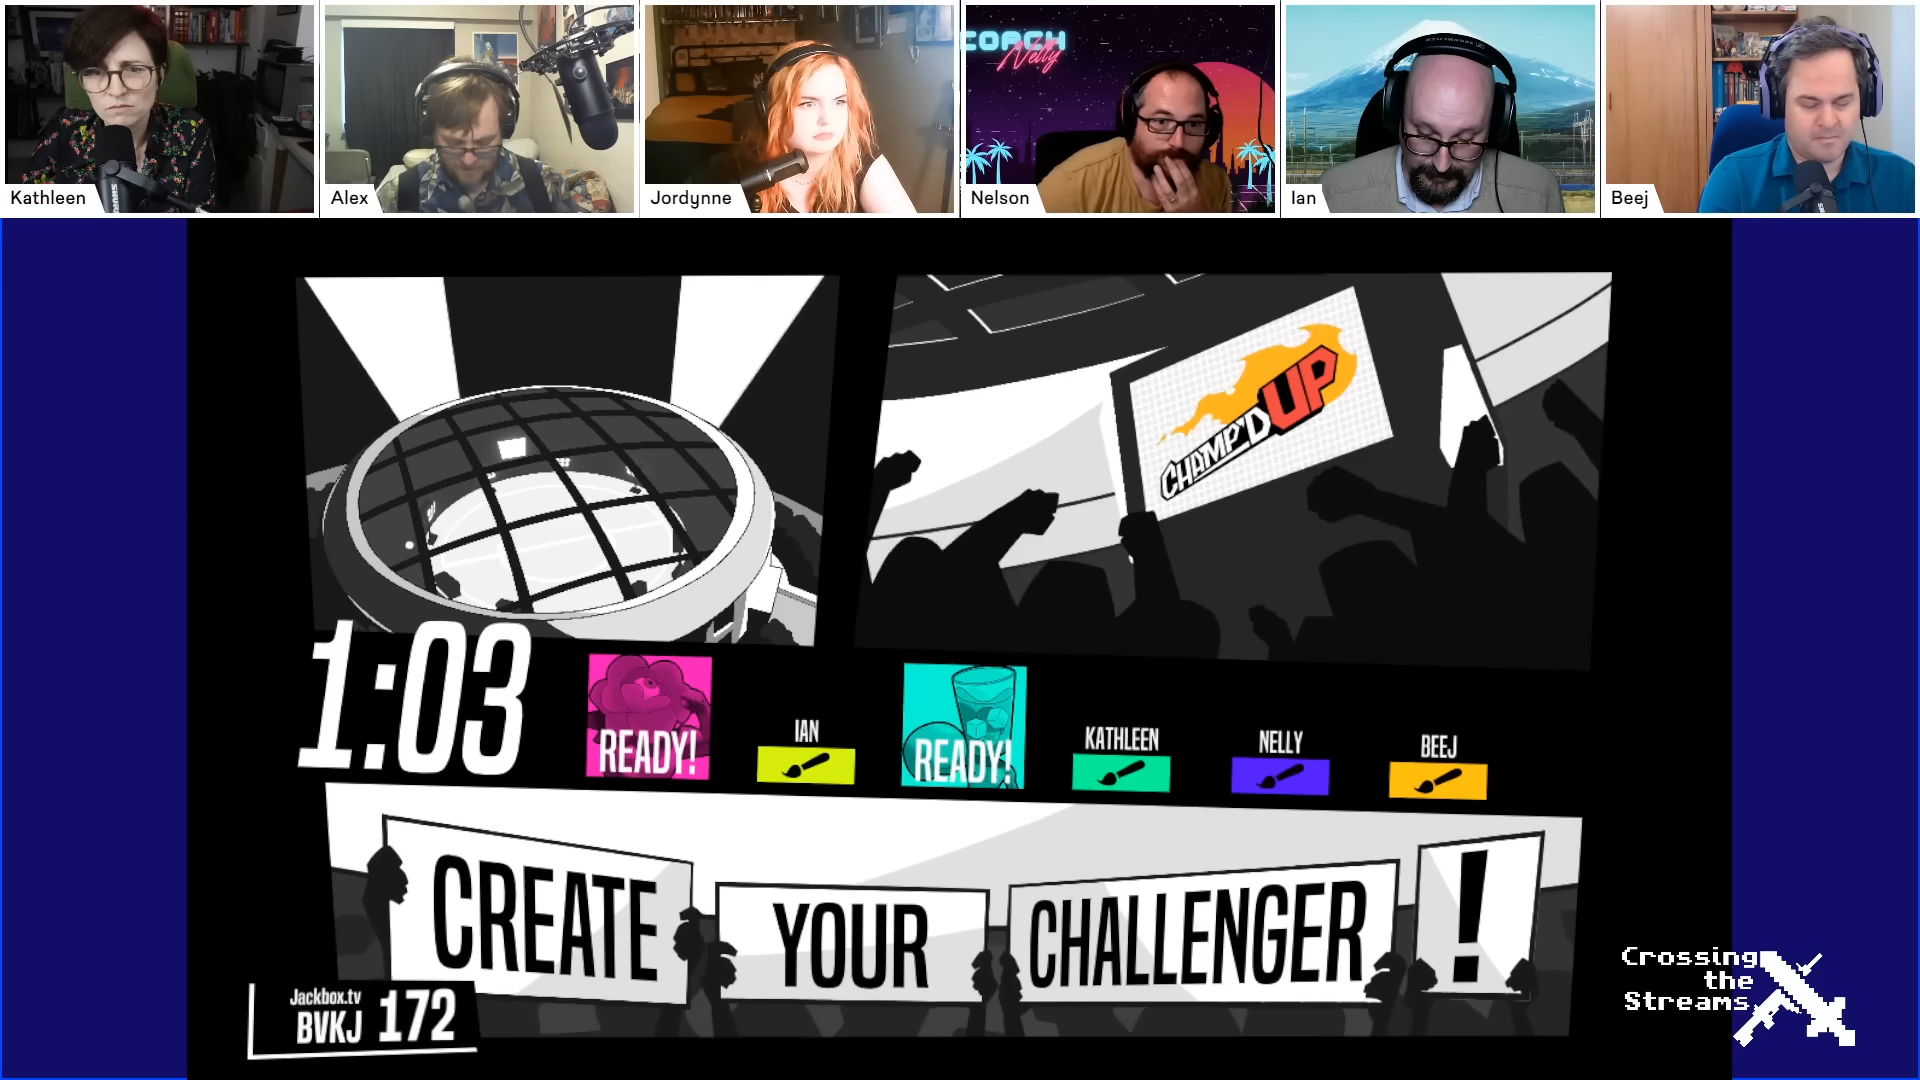 COACH
Nelly
Kathleen
Alex
Jordynne
Nelson
Ian
Beej
CHAMP'D UP
1:03
READY!
IAN
READY!
KATHLEEN
NELLY
BEEJ
CREATE
YOUR
CHALLENGER
!
Jackbox.tv
BVKJ
172
Crossing
the
Streams